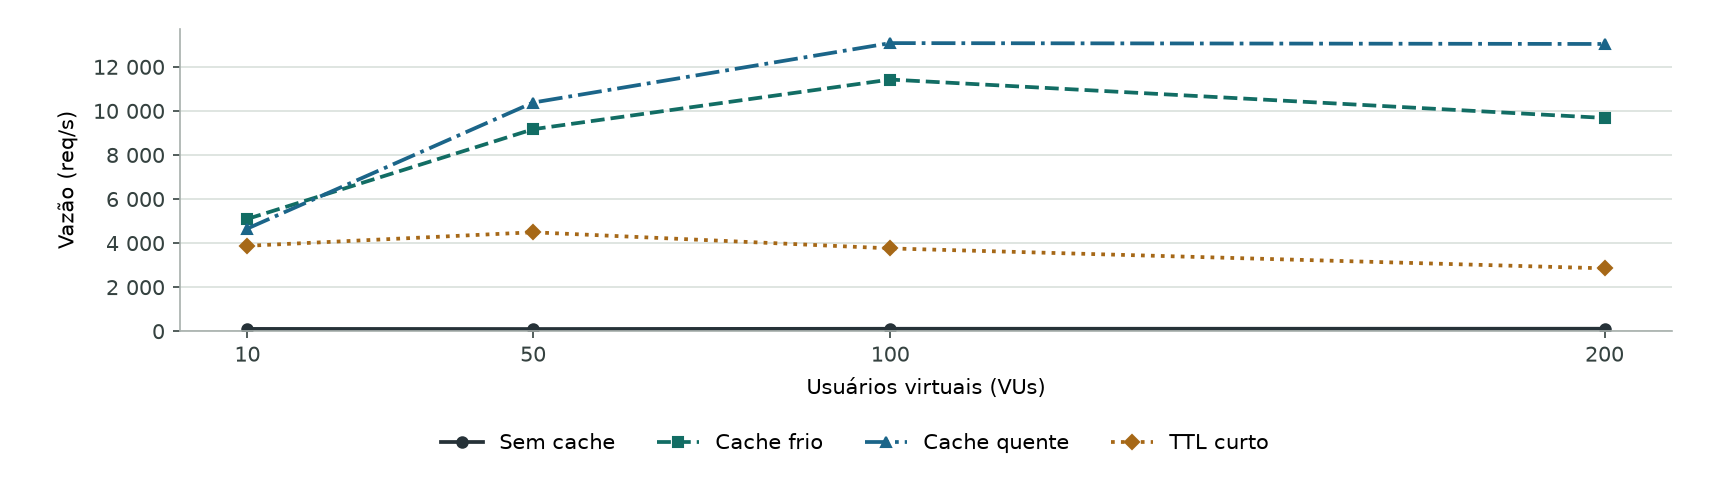 Vazão (req/s)
12 000
10 000
8 000
6 000
4 000
2 000
0
10 50 100 200
Usuários virtuais (VUs)
Sem cache Cache frio Cache quente TTL curto